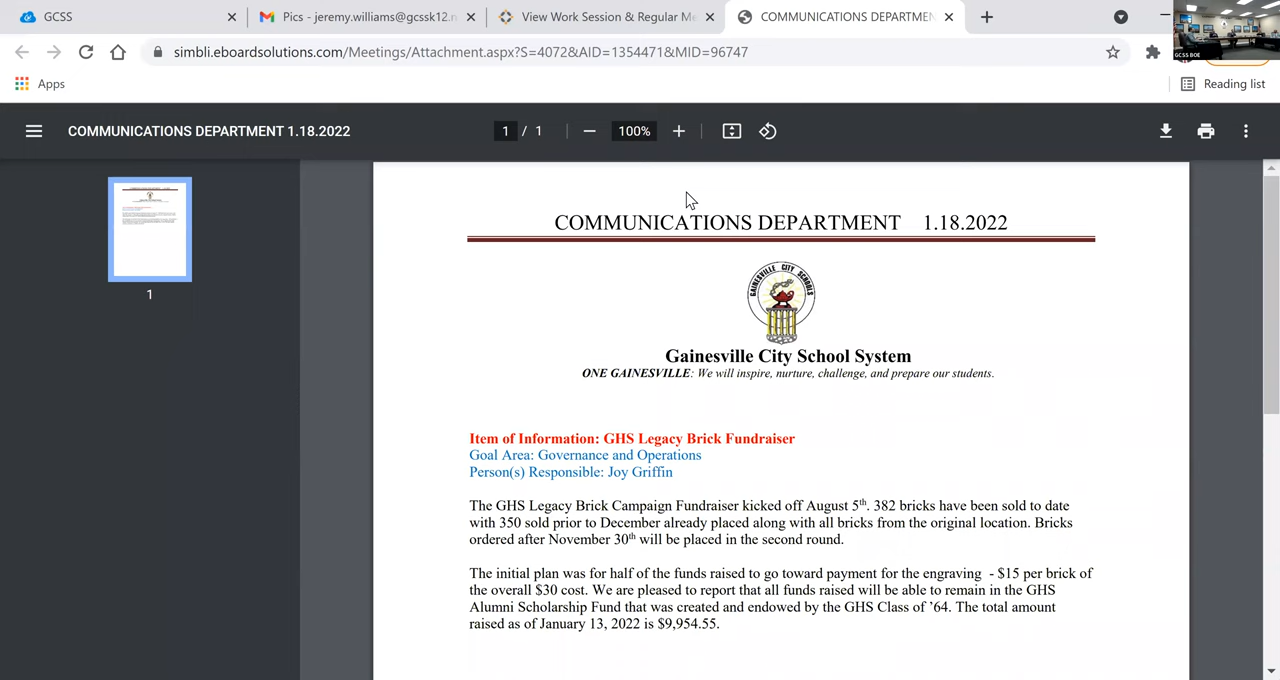 GCSS
Pics - jeremy.williams@gcssk12.n
View Work Session & Regular Me
COMMUNICATIONS DEPARTMEN
simbli.eboardsolutions.com/Meetings/Attachment.aspx?S=4072&AID=1354471&MID=96747
GCSS BOE
Apps
Reading list
COMMUNICATIONS DEPARTMENT 1.18.2022
1 / 1
100%
1
COMMUNICATIONS DEPARTMENT 1.18.2022
GAINESVILLE CITY SCHOOLS
Gainesville City School System
ONE GAINESVILLE: We will inspire, nurture, challenge, and prepare our students.
Item of Information: GHS Legacy Brick Fundraiser
Goal Area: Governance and Operations
Person(s) Responsible: Joy Griffin
The GHS Legacy Brick Campaign Fundraiser kicked off August 5th. 382 bricks have been sold to date
with 350 sold prior to December already placed along with all bricks from the original location. Bricks
ordered after November 30th will be placed in the second round.
The initial plan was for half of the funds raised to go toward payment for the engraving - $15 per brick of
the overall $30 cost. We are pleased to report that all funds raised will be able to remain in the GHS
Alumni Scholarship Fund that was created and endowed by the GHS Class of ’64. The total amount
raised as of January 13, 2022 is $9,954.55.